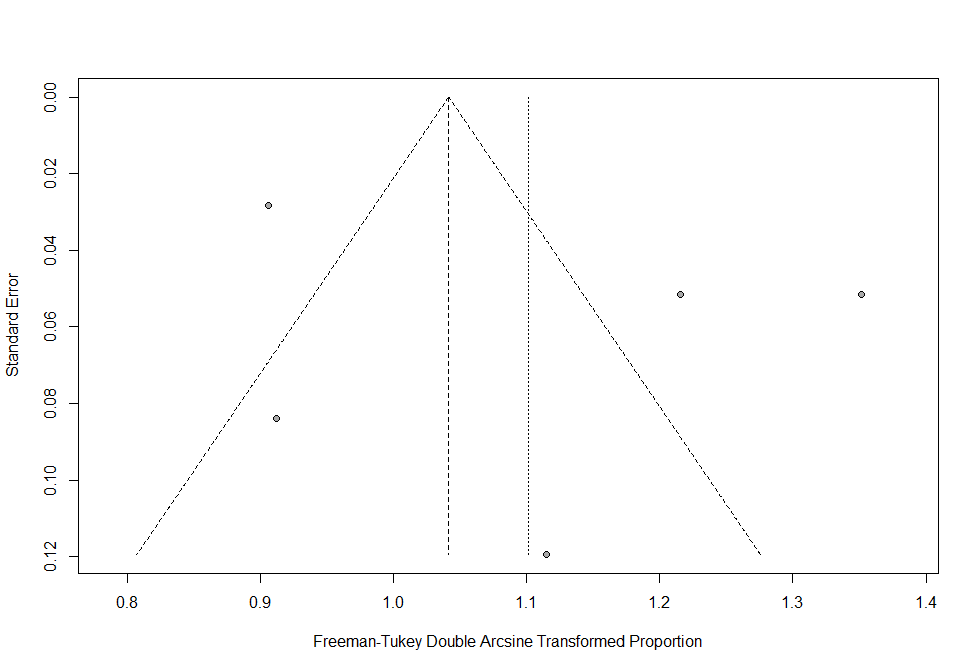 0.00
0.02
0.04
0.06
0.08
0.10
0.12
Standard Error
0.8 0.9 1.0 1.1 1.2 1.3 1.4
Freeman-Tukey Double Arcsine Transformed Proportion